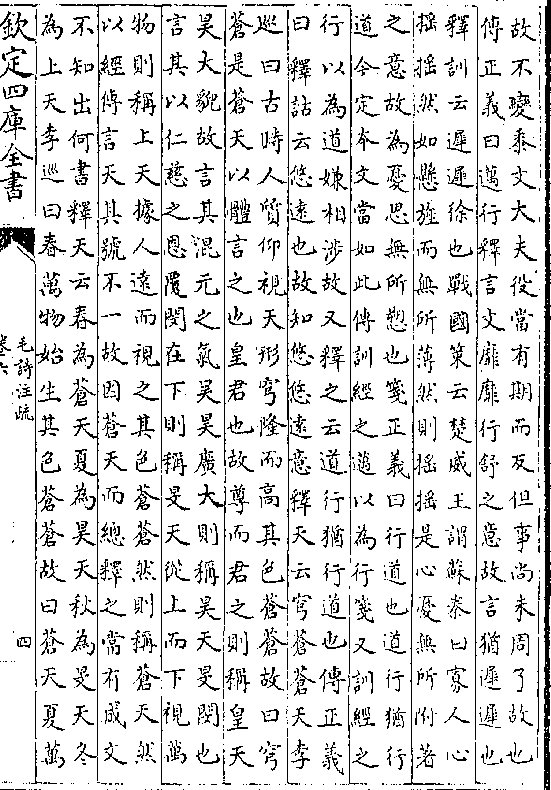 故不變黍文大夫役當有期而反但事尚未周了故也
傳正義曰邁行釋言文靡靡行舒之意故言猶遲遲也
釋訓云遲遲徐也戰國策云楚威王謂蘇秦曰寡人心
揺揺然如懸旌而無所薄然則揺揺是心憂無所附著
之意故為憂思無所愬也箋正義曰行道也道行猶行
道今定本文當如此傳訓經之邁以為行箋又訓經之
行以為道嫌相涉故又釋之云道行猶行道也傳正義
曰釋詁云悠逺也故知悠悠逺意釋天云穹蒼蒼天李
巡曰古時人質仰視天形穹隆而髙其色蒼蒼故曰穹
蒼是蒼天以體言之也皇君也故尊而君之則稱皇天
昊大貌故言其混元之氣昊昊廣大則稱昊天旻閔也
言其以仁慈之恩覆閔在下則稱旻天從上而下視萬
物則稱上天據人逺而視之其色蒼蒼然則稱蒼天然
以經傳言天其號不一故因蒼天而總釋之當有成文
不知出何書釋天云春為蒼天夏為昊天秋為旻天冬
為上天李巡曰春萬物始生其色蒼蒼故曰蒼天夏萬
欽定四庫全書
毛詩注疏
卷六
四